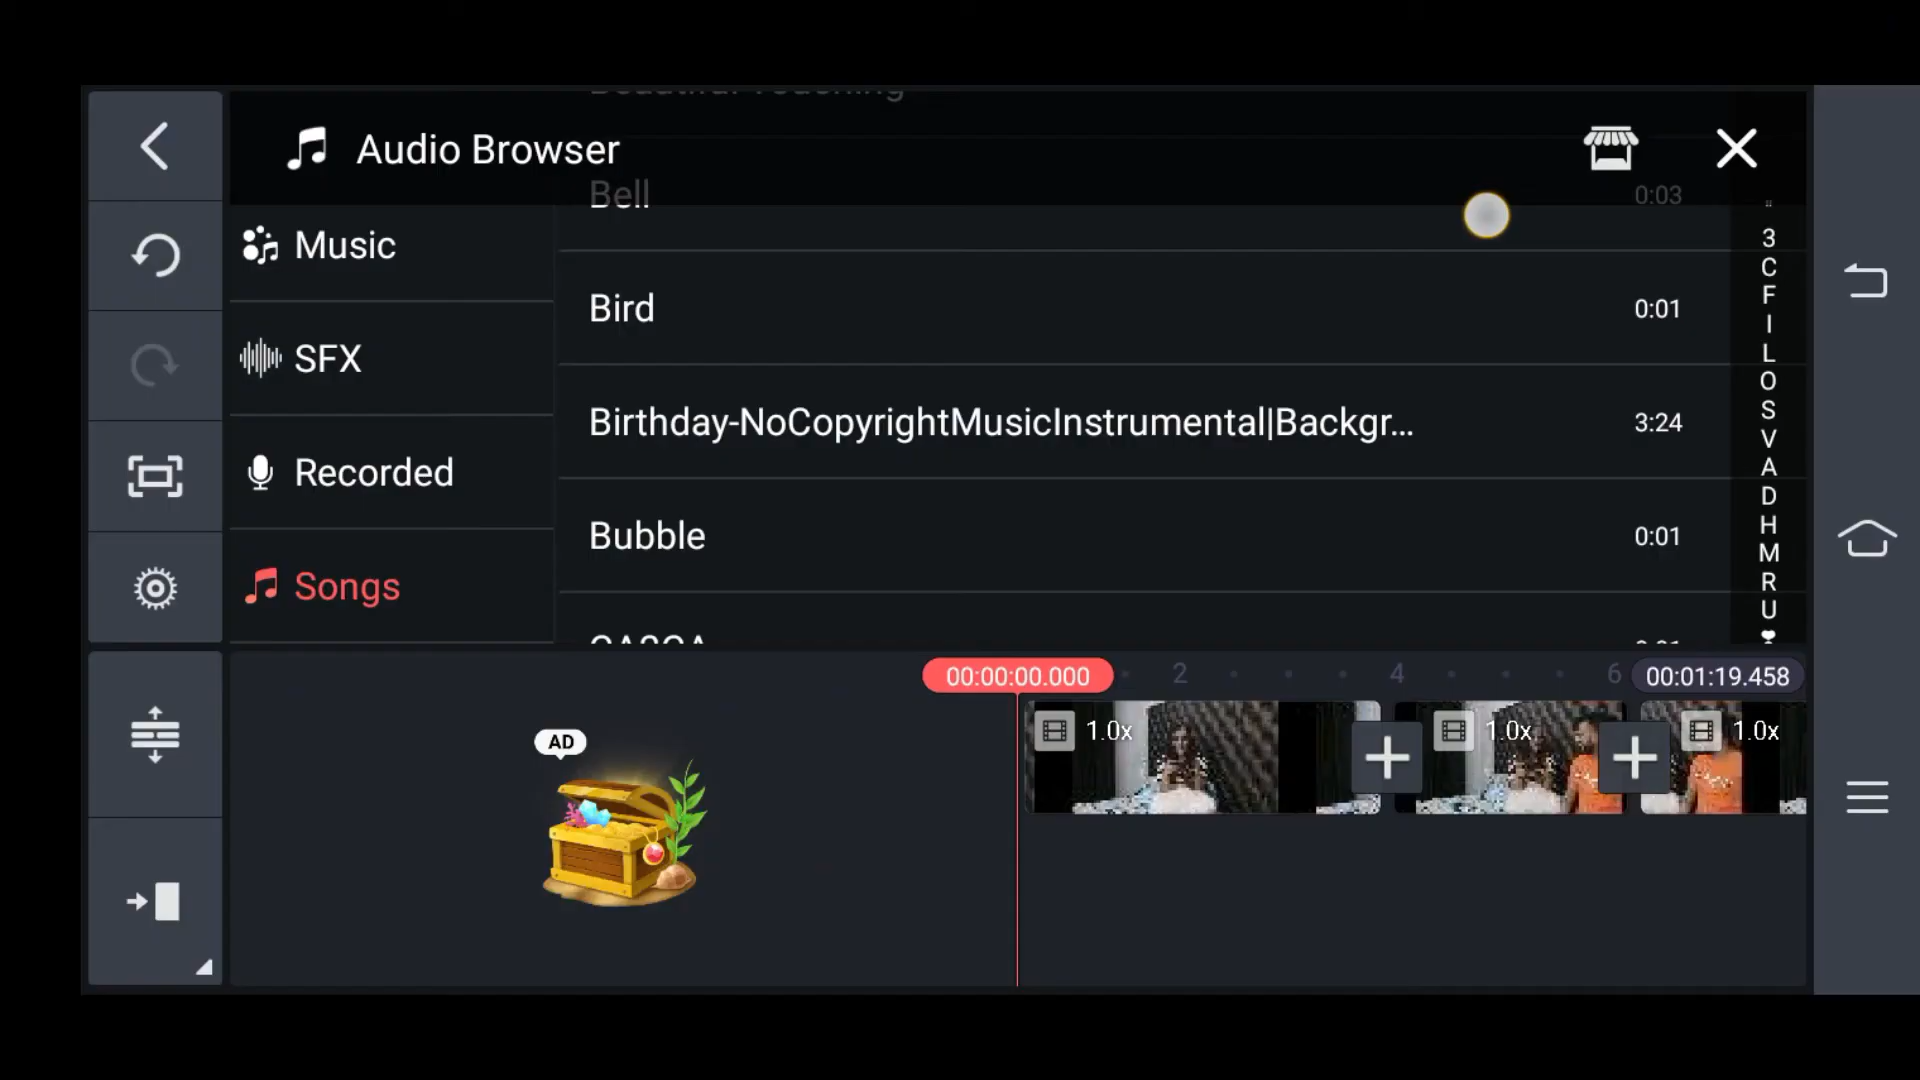 Audio Browser
Bell
0:03
Music
Bird
0:01
SFX
Birthday-NoCopyrightMusicInstrumental|Backgr...
3:24
Recorded
Bubble
0:01
Songs
3
C
F
I
L
O
S
V
A
D
H
M
R
U
00:00:00.000
2
4
6
00:01:19.458
AD
1.0x
1.0x
1.0x